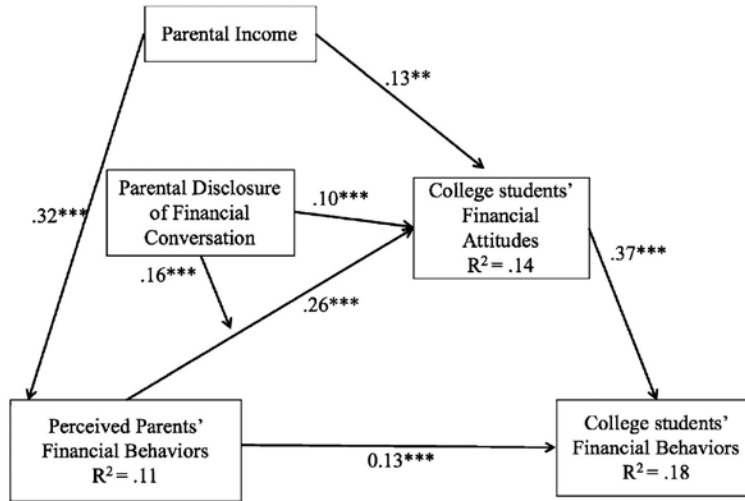 Parental Income
.13**
Parental Disclosure
of Financial
Conversation
.10***
College students'
Financial
Attitudes
R² = .14
.32***
.16***
.26***
.37***
Perceived Parents'
Financial Behaviors
R² = .11
0.13***
College students'
Financial Behaviors
R² = .18